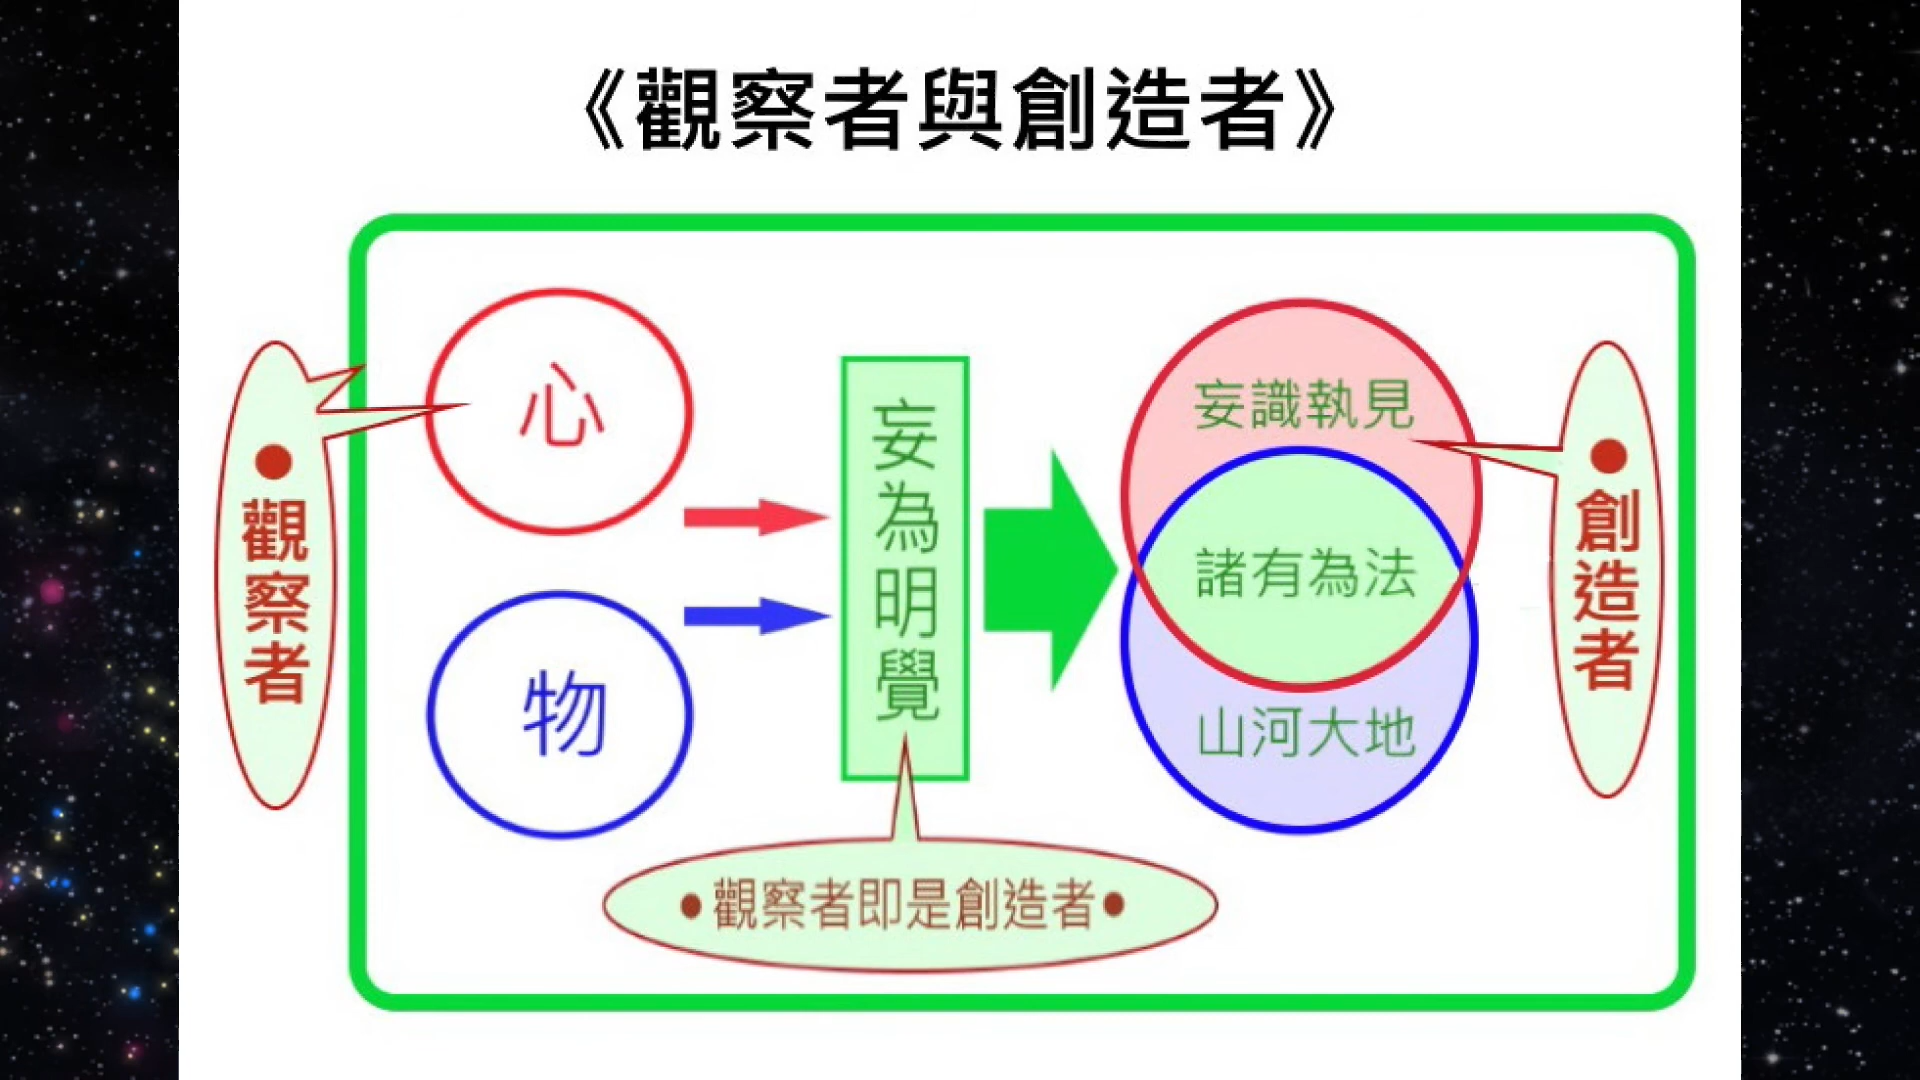 《觀察者與創造者》
●觀察者
心
物
妄為明覺
妄識執見
諸有為法
山河大地
●創造者
●觀察者即是創造者●